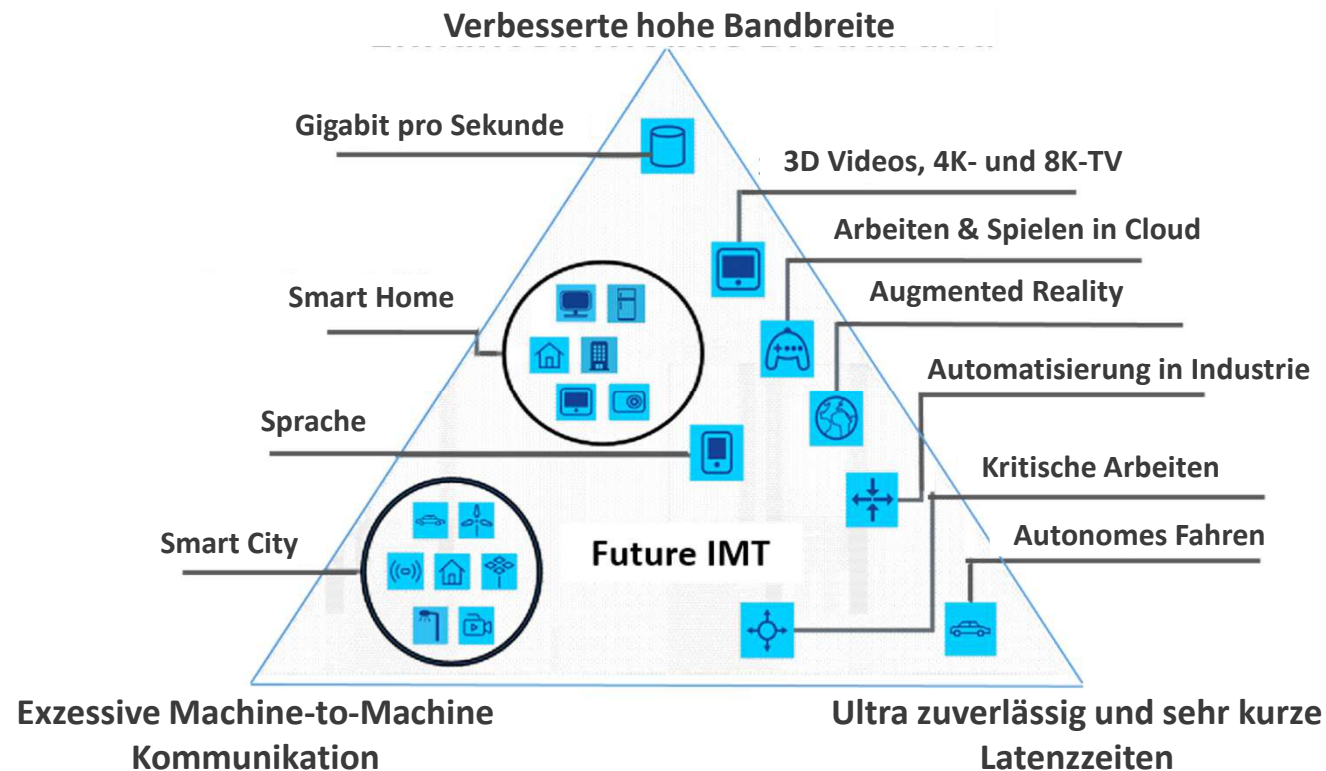 Verbesserte hohe Bandbreite
Gigabit pro Sekunde
3D Videos, 4K- und 8K-TV
Arbeiten & Spielen in Cloud
Smart Home
Augmented Reality
Automatisierung in Industrie
Sprache
Kritische Arbeiten
Smart City
Future IMT
Autonomes Fahren
Exzessive Machine-to-Machine
Kommunikation
Ultra zuverlässig und sehr kurze
Latenzzeiten